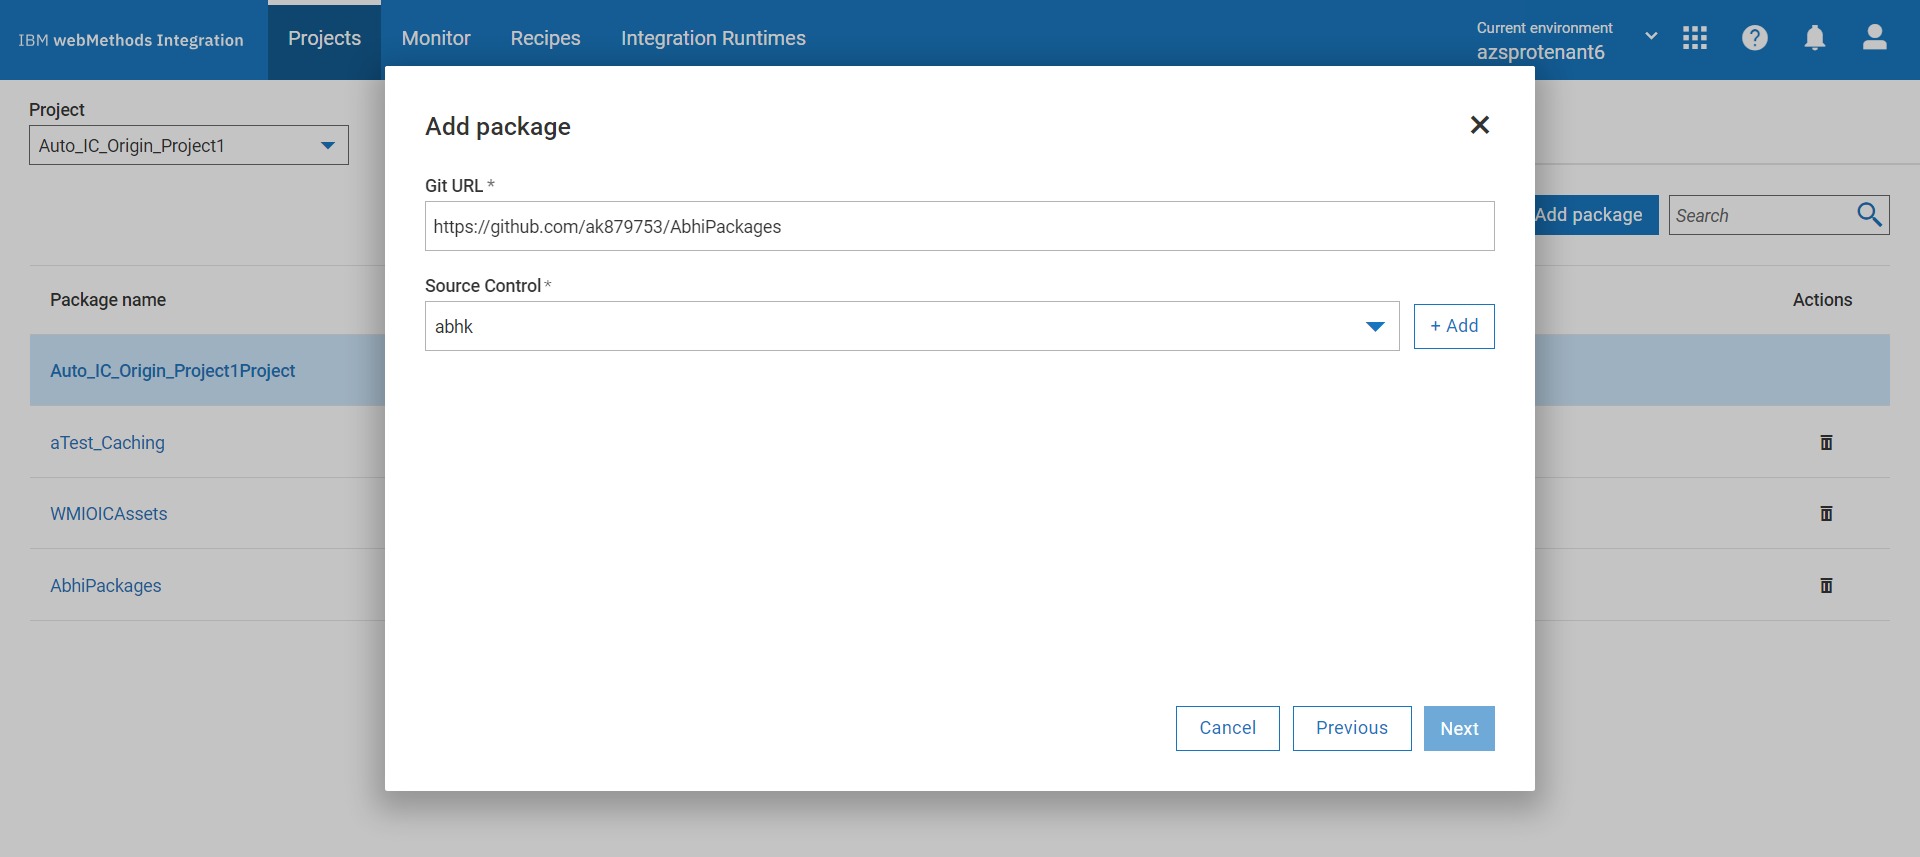 IBM webMethods Integration
Projects
Monitor
Recipes
Integration Runtimes
Current environment
azsprotenant6
Project
Auto_IC_Origin_Project1
Add package
Search
Package name
Actions
Auto_IC_Origin_Project1Project
aTest_Caching
WMIOICAssets
AbhiPackages
Add package
Git URL *
https://github.com/ak879753/AbhiPackages
Source Control *
abhk
+ Add
Cancel
Previous
Next